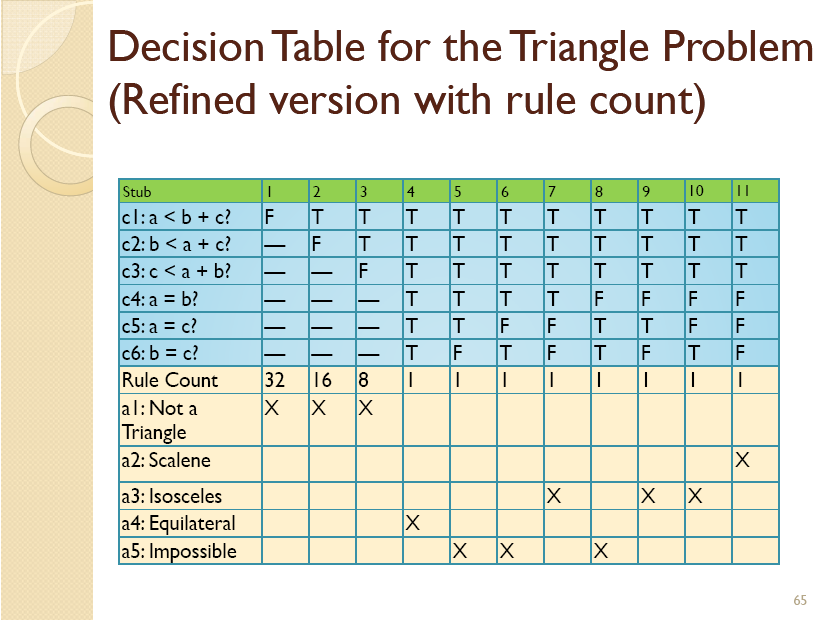 Decision Table for the Triangle Problem
(Refined version with rule count)
Stub 1 2 3 4 5 6 7 8 9 10 11
c1: a < b + c? F T T T T T T T T T T
c2: b < a + c? — F T T T T T T T T T
c3: c < a + b? — — F T T T T T T T T
c4: a = b? — — — T T T T F F F F
c5: a = c? — — — T T F F T T F F
c6: b = c? — — — T F T F T F T F
Rule Count 32 16 8 1 1 1 1 1 1 1 1
a1: Not a X X X
Triangle
a2: Scalene X
a3: Isosceles X X X
a4: Equilateral X
a5: Impossible X X X
65